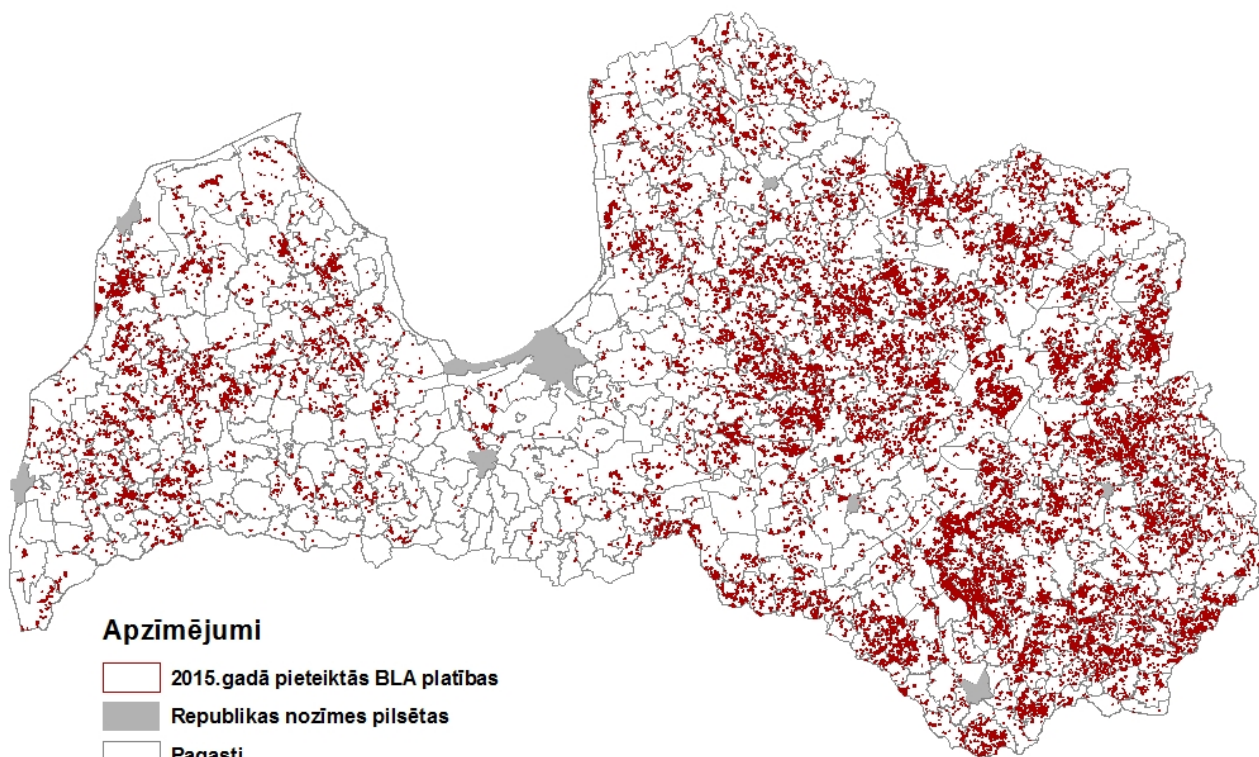 Apzīmējumi
2015.gadā pieteiktās BLA platības
Republikas nozīmes pilsētas
Pagasti